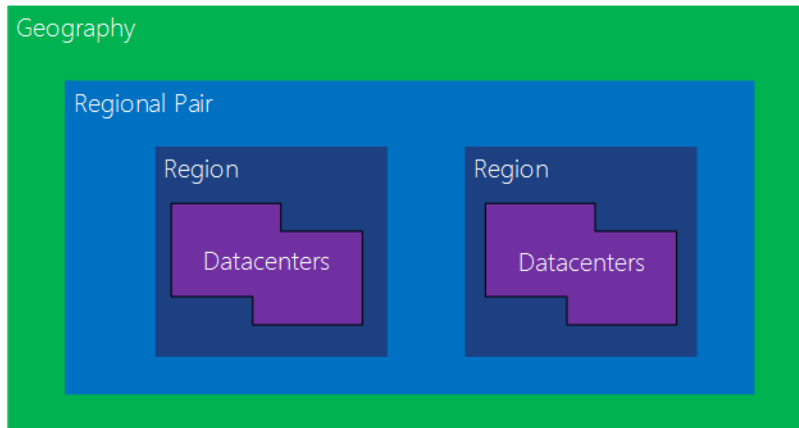 Geography
Regional Pair
Region
Region
Datacenters
Datacenters